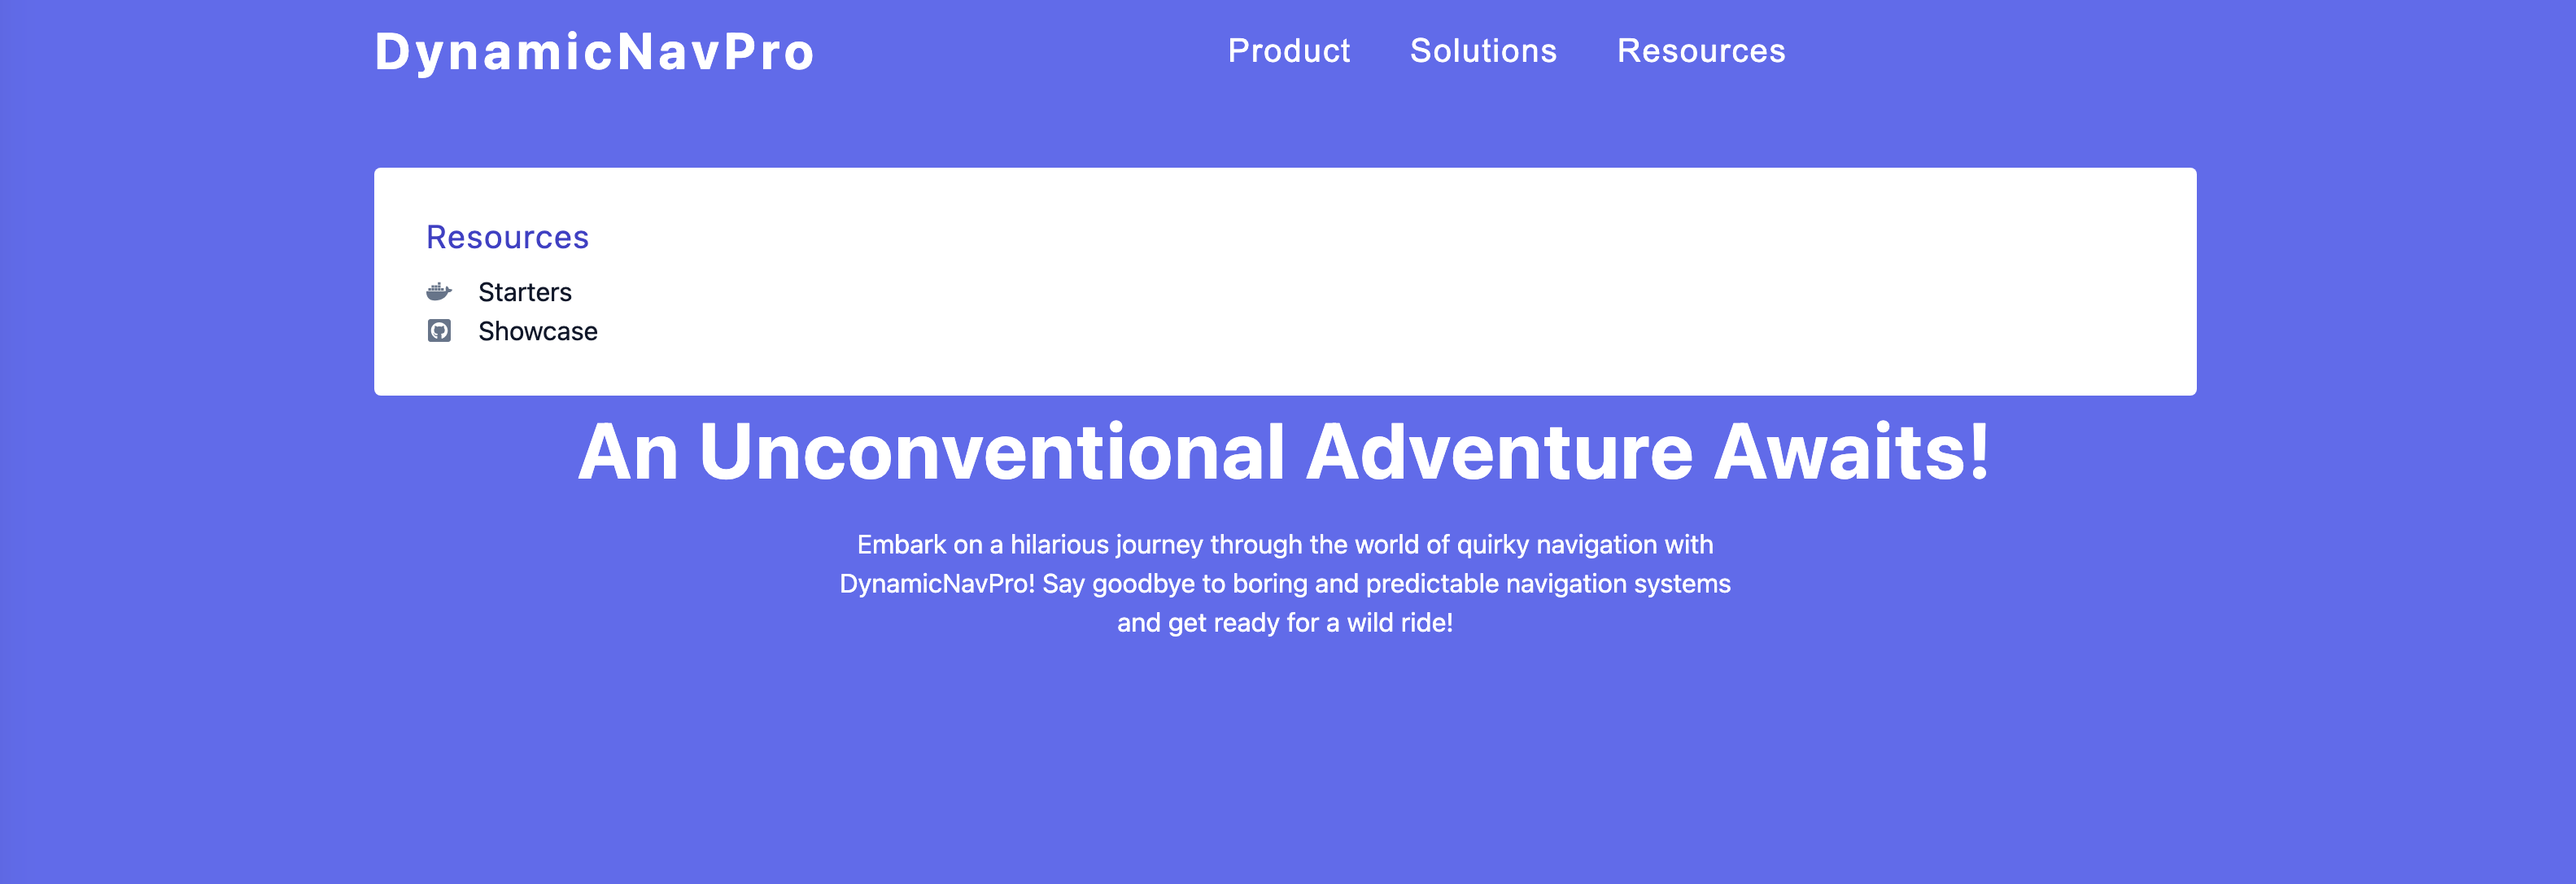 DynamicNavPro
Product Solutions Resources
Resources
Starters
Showcase
An Unconventional Adventure Awaits!
Embark on a hilarious journey through the world of quirky navigation with
DynamicNavPro! Say goodbye to boring and predictable navigation systems
and get ready for a wild ride!